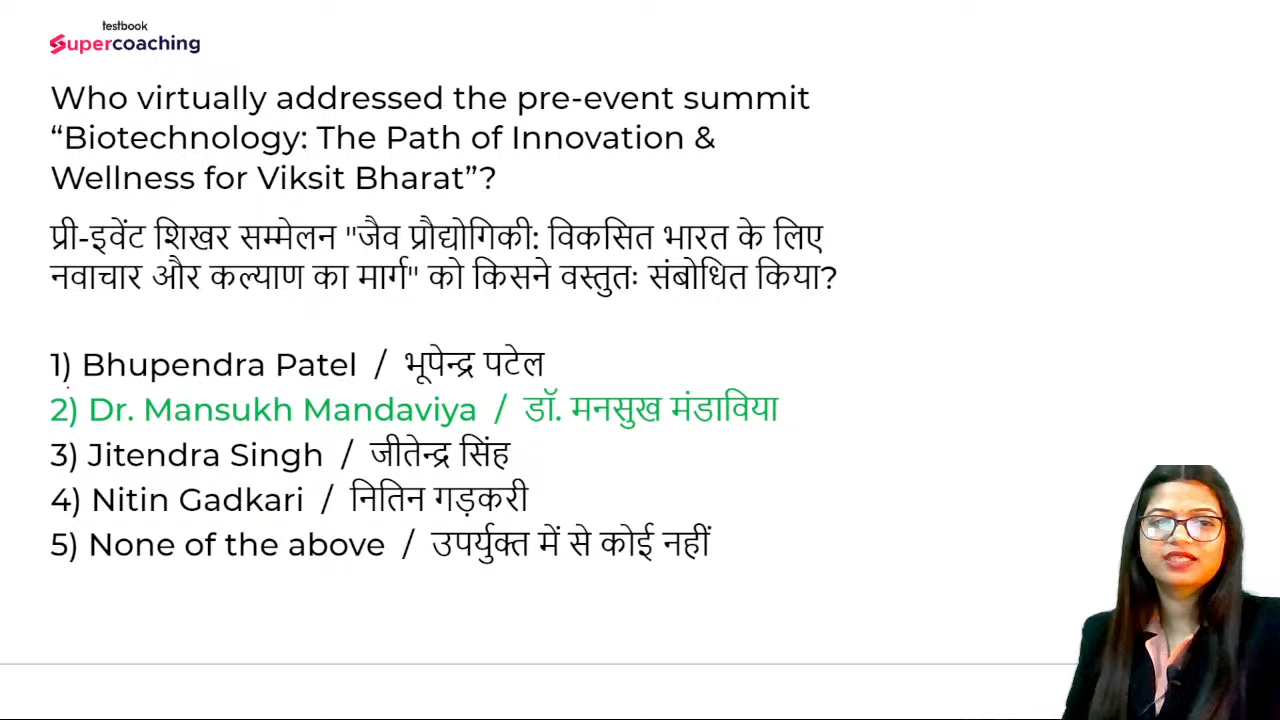 testbook
Supercoaching
Who virtually addressed the pre-event summit
“Biotechnology: The Path of Innovation &
Wellness for Viksit Bharat”?
प्री-इवेंट शिखर सम्मेलन "जैव प्रौद्योगिकी: विकसित भारत के लिए
नवाचार और कल्याण का मार्ग" को किसने वस्तुतः संबोधित किया?
1) Bhupendra Patel / भूपेन्द्र पटेल
2) Dr. Mansukh Mandaviya / डॉ. मनसुख मंडाविया
3) Jitendra Singh / जीतेन्द्र सिंह
4) Nitin Gadkari / नितिन गड़करी
5) None of the above / उपर्युक्त में से कोई नहीं